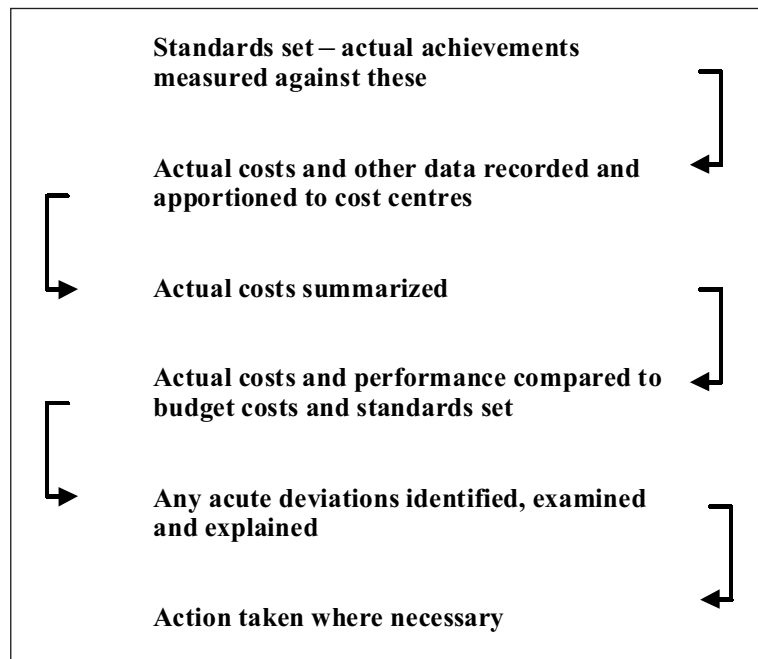 Standards set – actual achievements
measured against these
Actual costs and other data recorded and
apportioned to cost centres
Actual costs summarized
Actual costs and performance compared to
budget costs and standards set
Any acute deviations identified, examined
and explained
Action taken where necessary